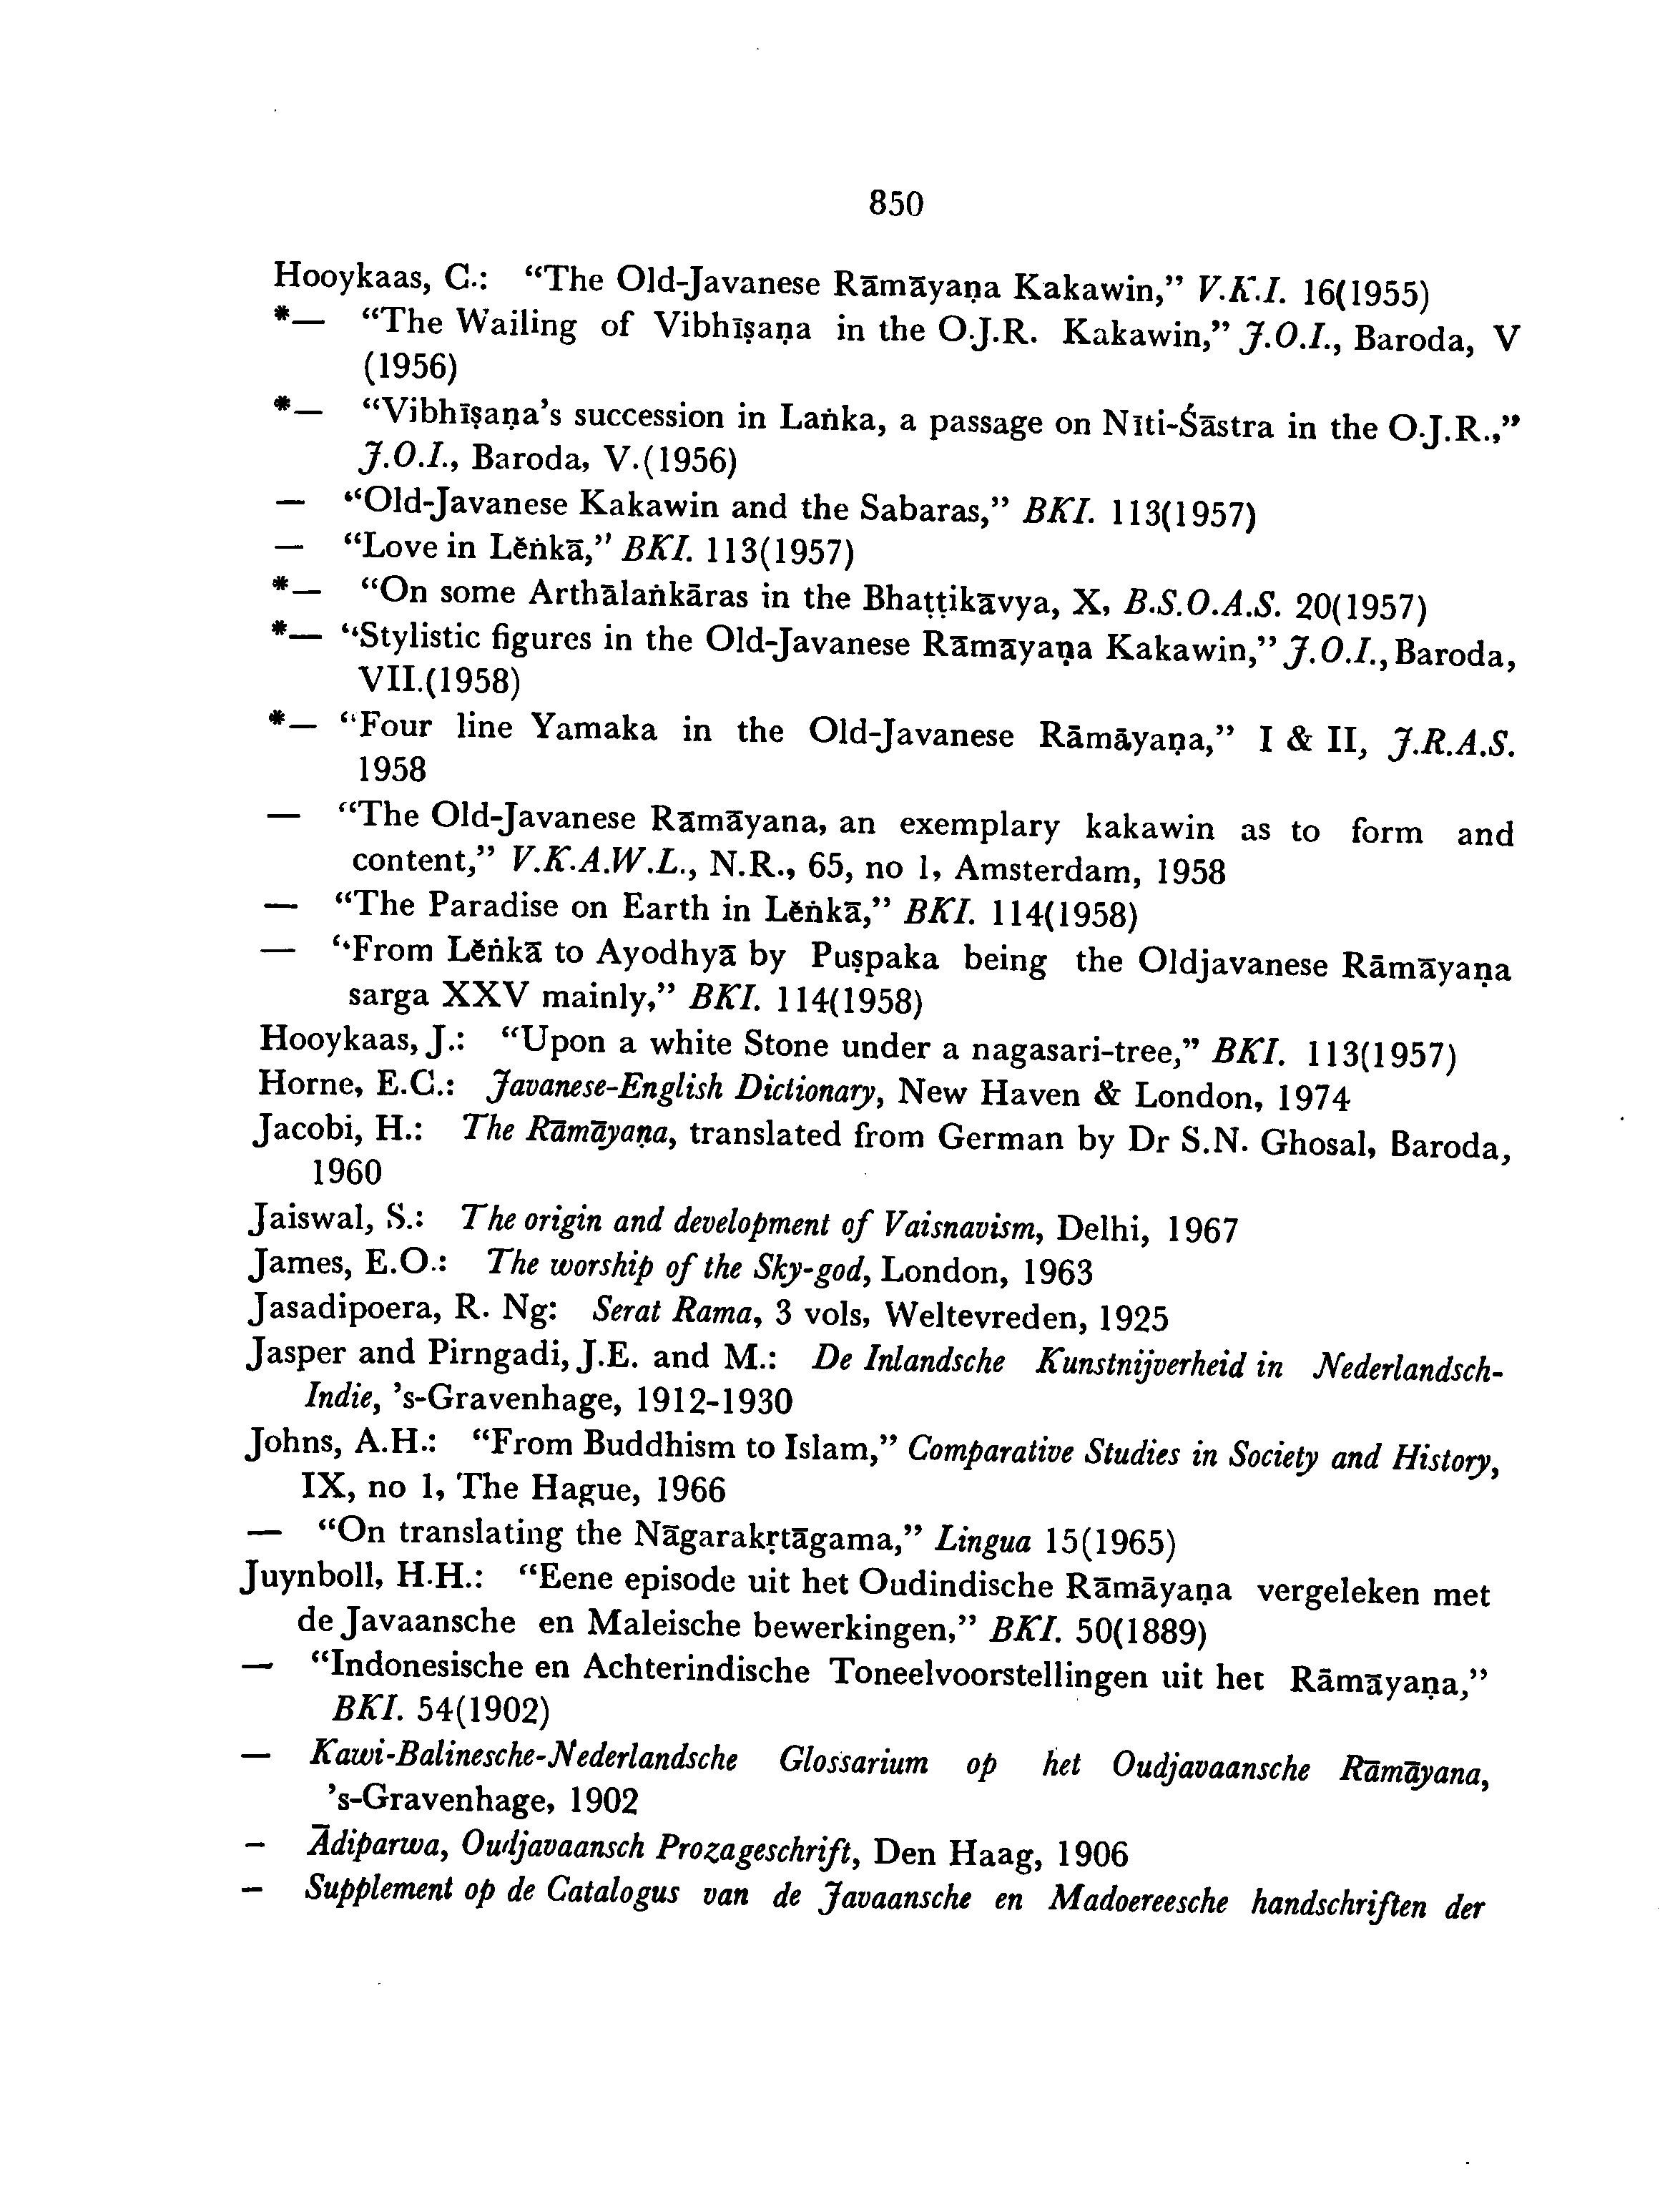 850
Hooykaas, C.: “The Old-Javanese Rāmāyaṇa Kakawin,” V.K.I. 16(1955)
*— “The Wailing of Vibhīṣaṇa in the O.J.R. Kakawin,” J.O.I., Baroda, V
(1956)
*— “Vibhīṣaṇa’s succession in Laṅka, a passage on Nīti-Śāstra in the O.J.R.,”
J.O.I., Baroda, V.(1956)
— “Old-Javanese Kakawin and the Sabaras,” BKI. 113(1957)
— “Love in Lĕṅkā,” BKI. 113(1957)
*— “On some Arthālaṅkāras in the Bhaṭṭikāvya, X, B.S.O.A.S. 20(1957)
*— “Stylistic figures in the Old-Javanese Rāmāyaṇa Kakawin,” J.O.I., Baroda,
VII.(1958)
*— “Four line Yamaka in the Old-Javanese Rāmāyaṇa,” I & II, J.R.A.S.
1958
— “The Old-Javanese Rāmāyana, an exemplary kakawin as to form and
content,” V.K.A.W.L., N.R., 65, no 1, Amsterdam, 1958
— “The Paradise on Earth in Lĕṅkā,” BKI. 114(1958)
— “From Lĕṅkā to Ayodhyā by Puṣpaka being the Oldjavanese Rāmāyaṇa
sarga XXV mainly,” BKI. 114(1958)
Hooykaas, J.: “Upon a white Stone under a nagasari-tree,” BKI. 113(1957)
Horne, E.C.: Javanese-English Dictionary, New Haven & London, 1974
Jacobi, H.: The Rāmāyaṇa, translated from German by Dr S.N. Ghosal, Baroda,
1960
Jaiswal, S.: The origin and development of Vaisnavism, Delhi, 1967
James, E.O.: The worship of the Sky-god, London, 1963
Jasadipoera, R. Ng: Serat Rama, 3 vols, Weltevreden, 1925
Jasper and Pirngadi, J.E. and M.: De Inlandsche Kunstnijverheid in Nederlandsch-
Indie, ’s-Gravenhage, 1912-1930
Johns, A.H.: “From Buddhism to Islam,” Comparative Studies in Society and History,
IX, no 1, The Hague, 1966
— “On translating the Nāgarakṛtāgama,” Lingua 15(1965)
Juynboll, H.H.: “Eene episode uit het Oudindische Rāmāyaṇa vergeleken met
de Javaansche en Maleische bewerkingen,” BKI. 50(1889)
— “Indonesische en Achterindische Toneelvoorstellingen uit het Rāmāyaṇa,”
BKI. 54(1902)
— Kawi-Balinesche-Nederlandsche Glossarium op het Oudjavaansche Rāmāyana,
’s-Gravenhage, 1902
— Ādiparwa, Oudjavaansch Prozageschrift, Den Haag, 1906
— Supplement op de Catalogus van de Javaansche en Madoereesche handschriften der